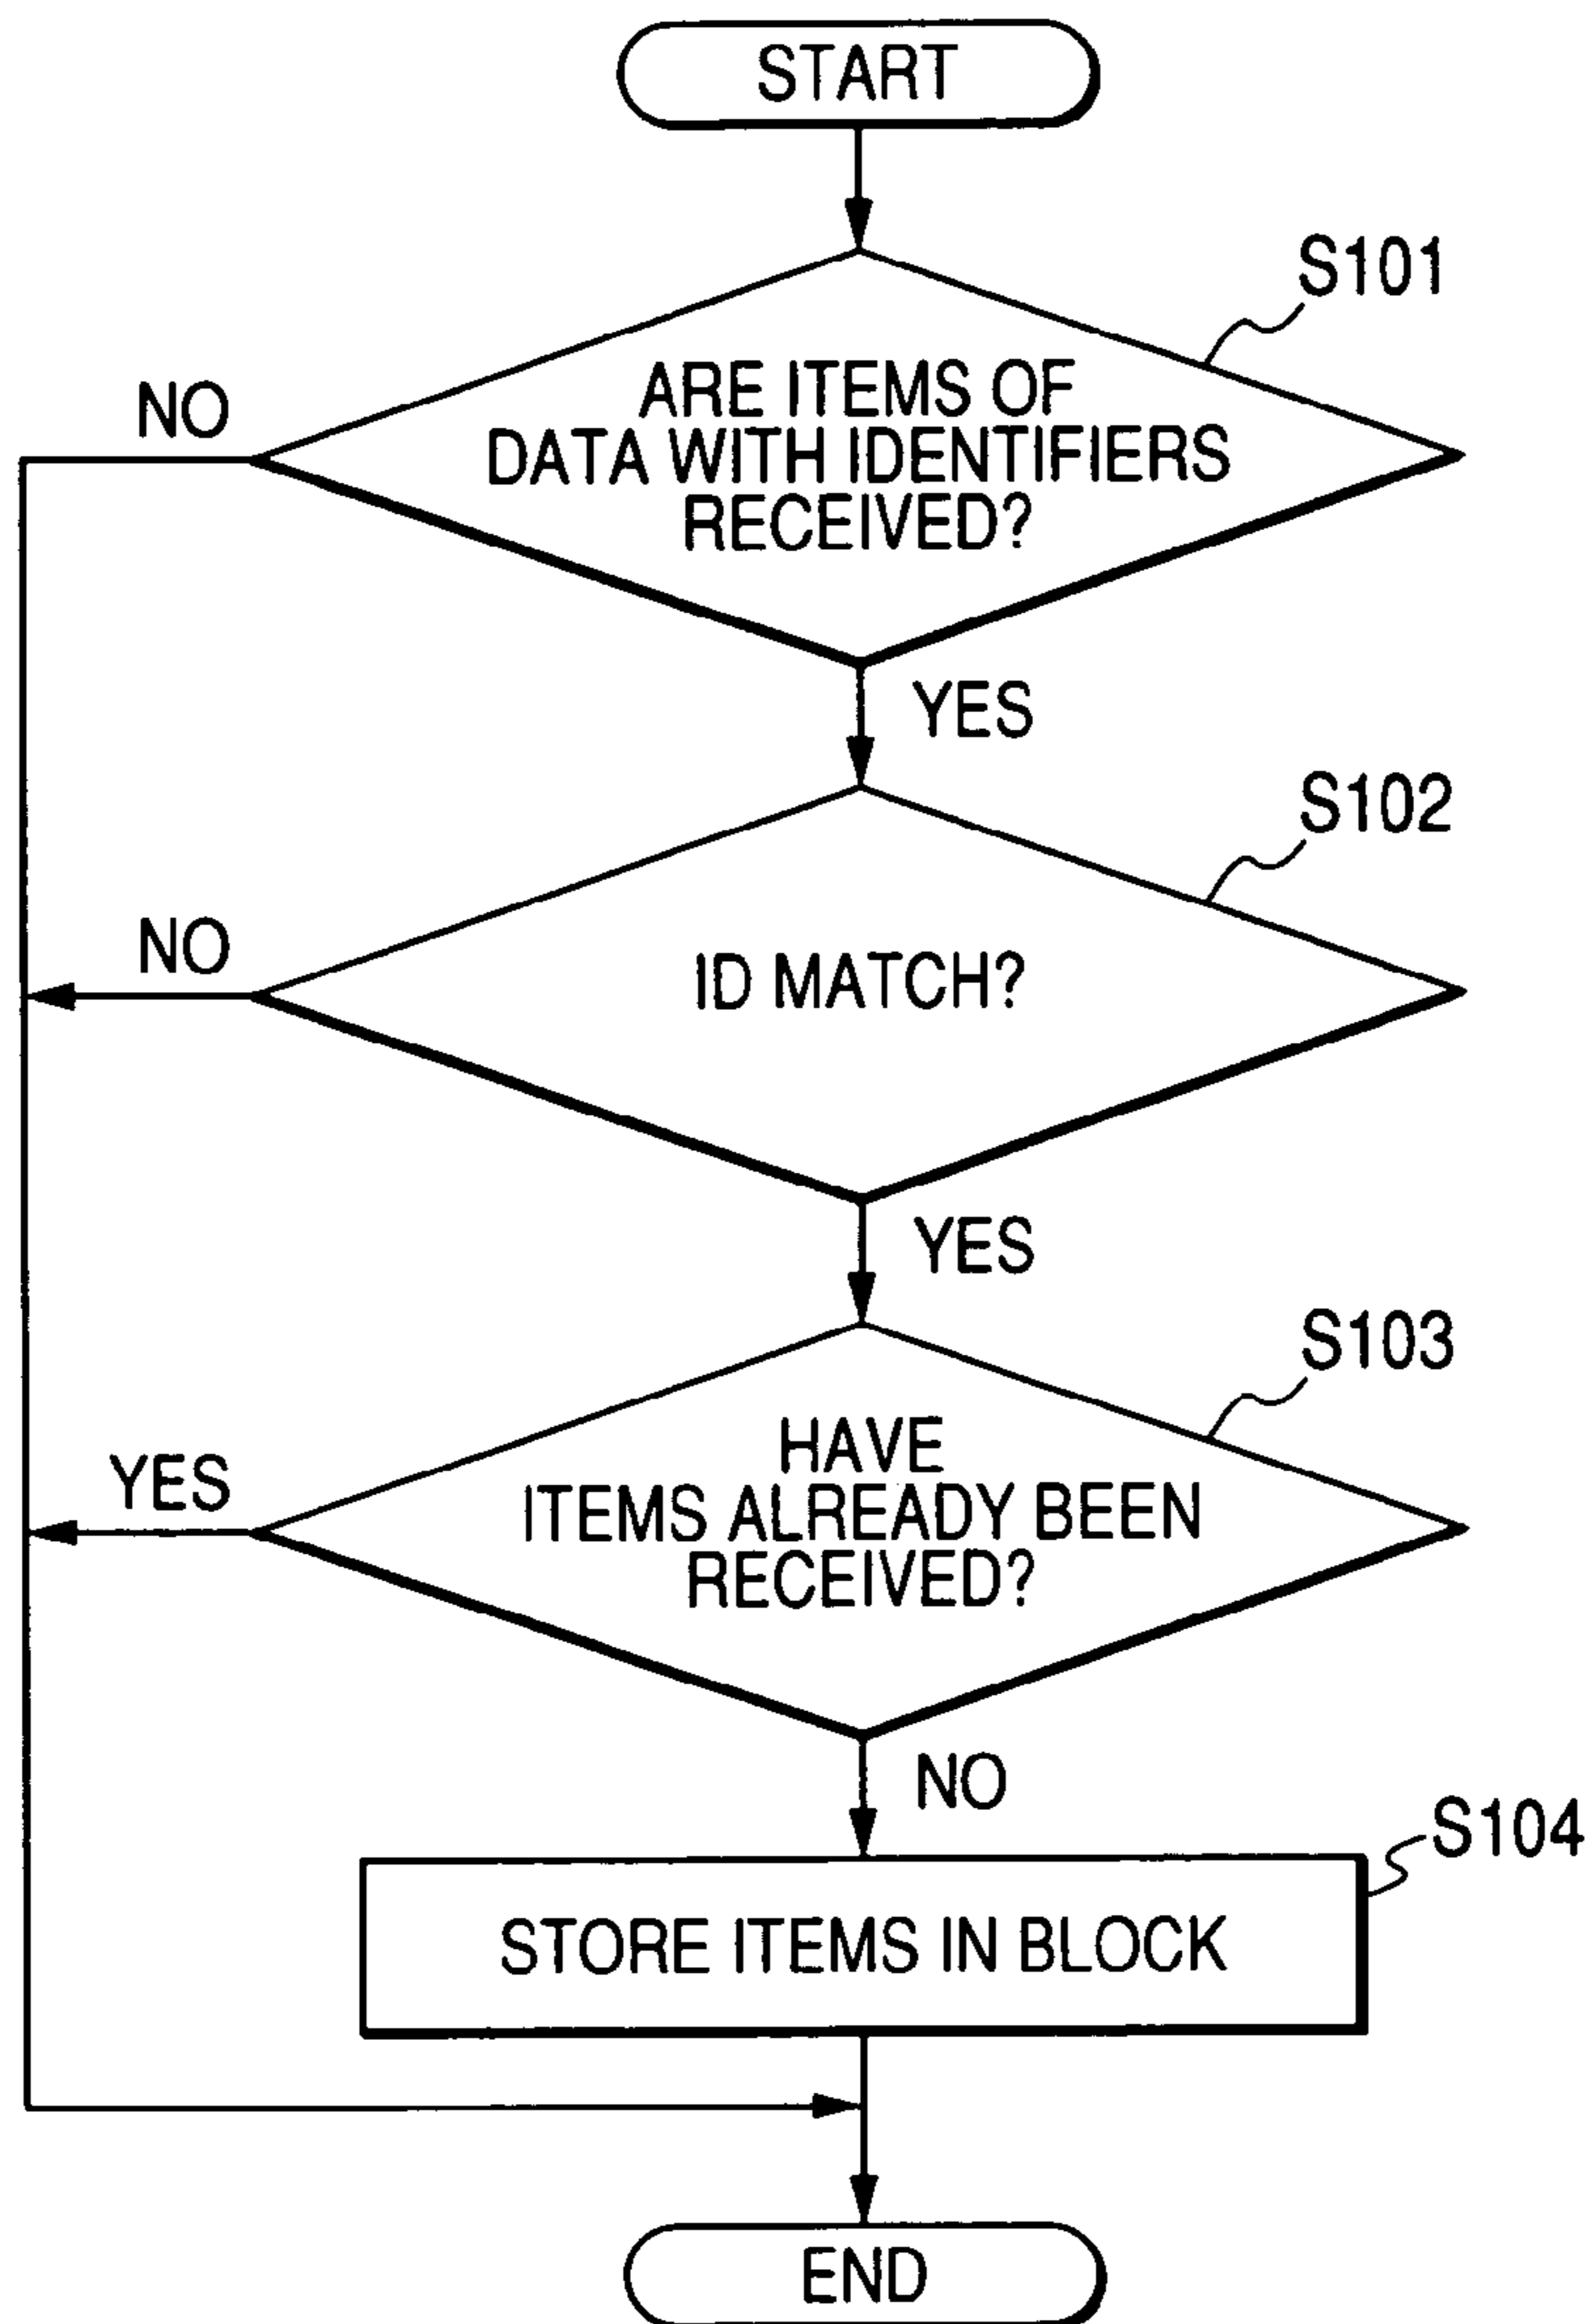 START
S101
ARE ITEMS OF
DATA WITH IDENTIFIERS
RECEIVED?
NO
YES
S102
ID MATCH?
NO
YES
S103
HAVE
ITEMS ALREADY BEEN
RECEIVED?
YES
NO
S104
STORE ITEMS IN BLOCK
END